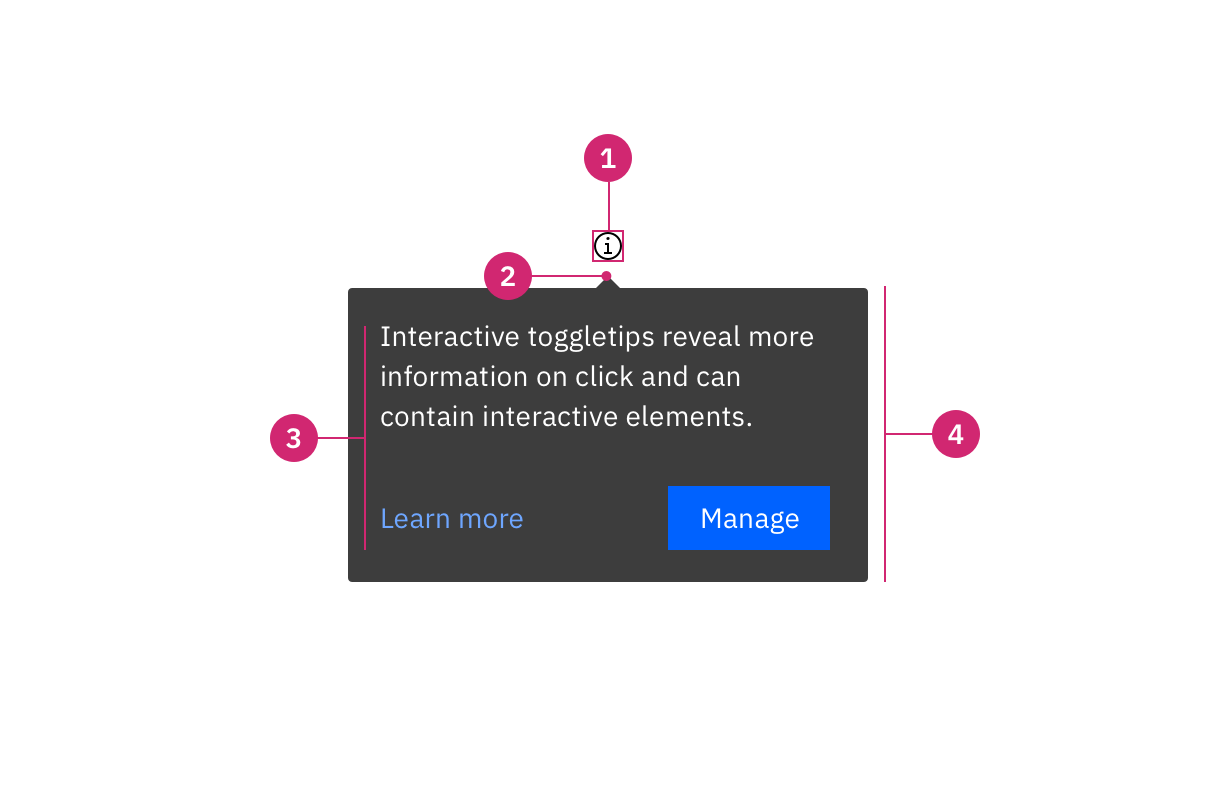 1
i
2
Interactive toggletips reveal more
information on click and can
contain interactive elements.
3
4
Learn more
Manage